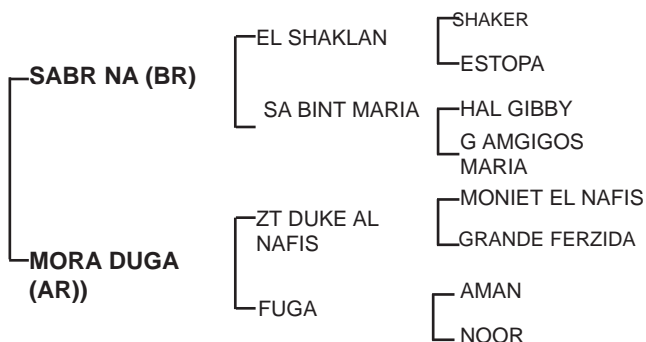 SABR NA (BR)
MORA DUGA
(AR))
EL SHAKLAN
SA BINT MARIA
ZT DUKE AL
NAFIS
FUGA
SHAKER
ESTOPA
HAL GIBBY
G AMGIGOS
MARIA
MONIET EL NAFIS
GRANDE FERZIDA
AMAN
NOOR